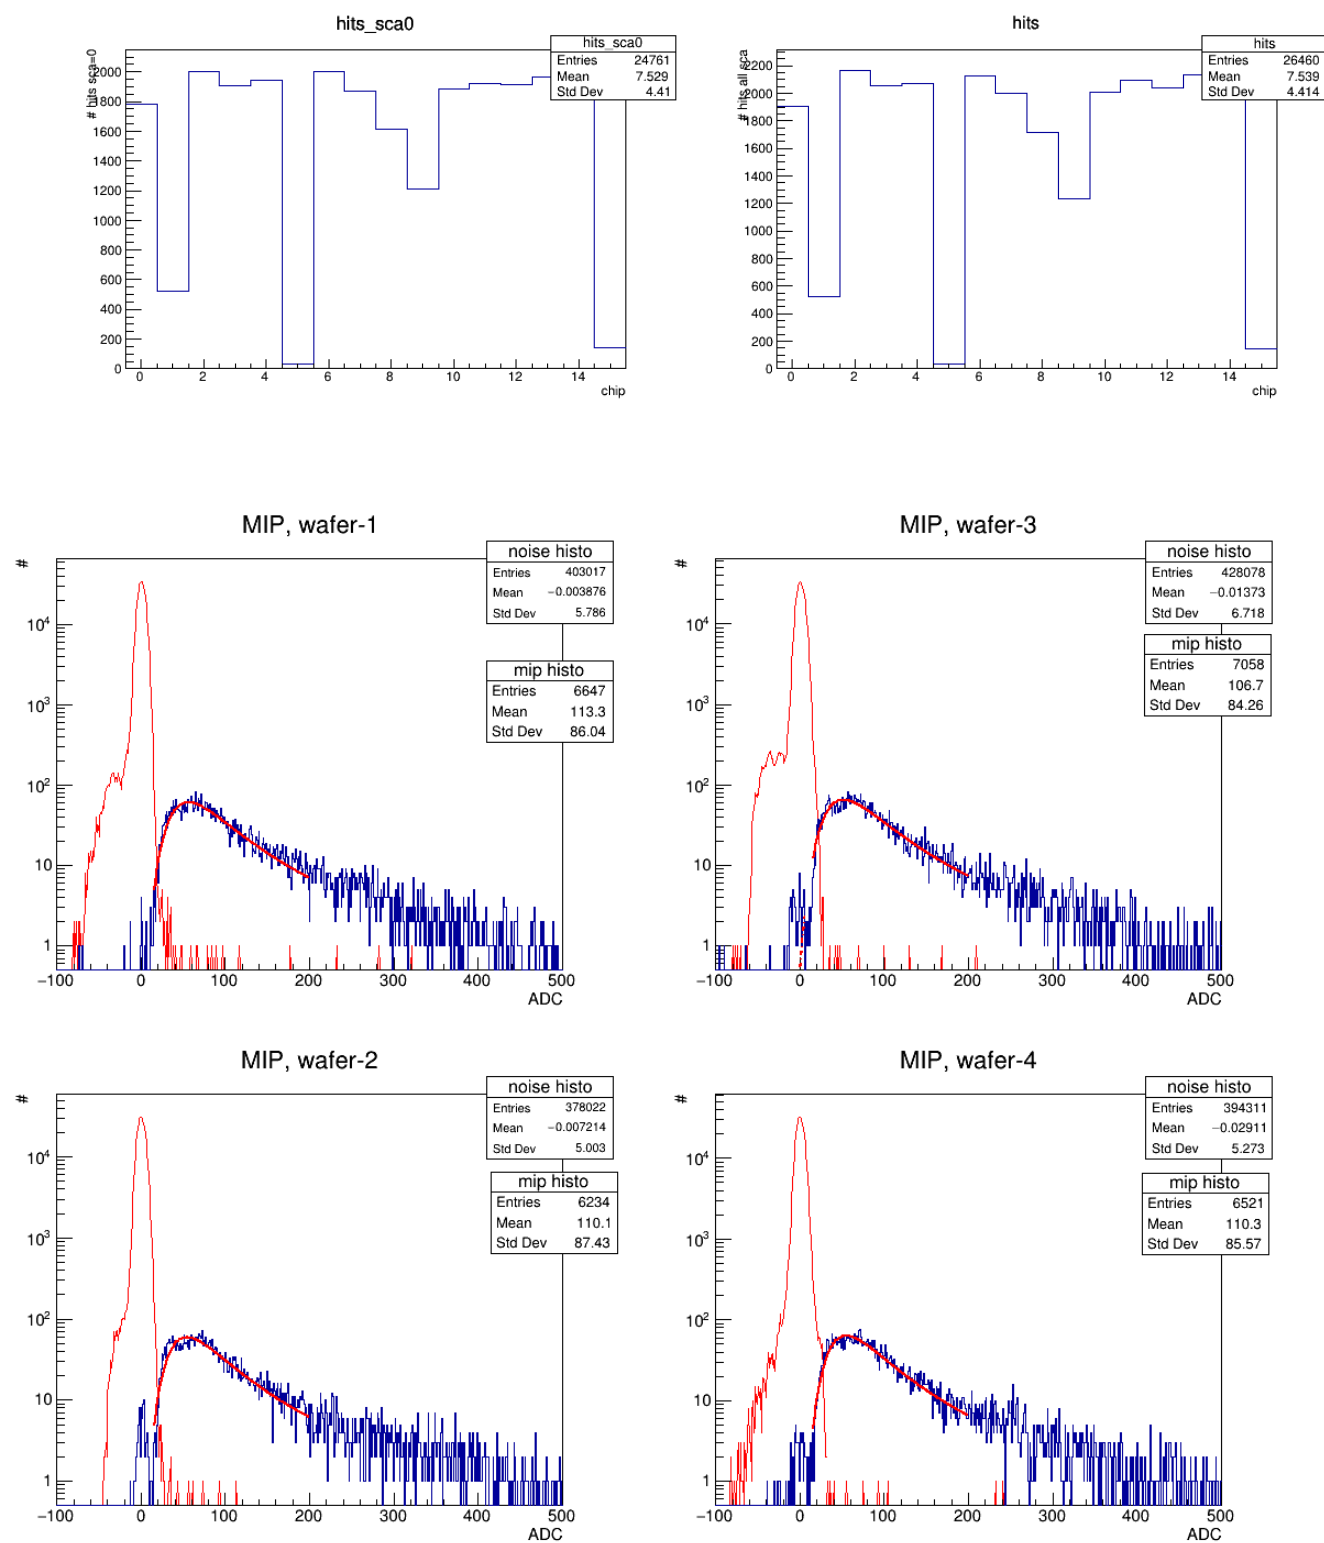 hits_sca0
# hits sca=0
hits_sca0
Entries 24761
Mean 7.529
Std Dev 4.41
2000
1800
1600
1400
1200
1000
800
600
400
200
0
0 2 4 6 8 10 12 14
chip
hits
# hits all sca
hits
Entries 26460
Mean 7.539
Std Dev 4.414
2200
2000
1800
1600
1400
1200
1000
800
600
400
200
0
0 2 4 6 8 10 12 14
chip
MIP, wafer-1
#
noise histo
Entries 403017
Mean −0.003876
Std Dev 5.786
mip histo
Entries 6647
Mean 113.3
Std Dev 86.04
10⁴
10³
10²
10
1
−100 0 100 200 300 400 500
ADC
MIP, wafer-3
#
noise histo
Entries 428078
Mean −0.01373
Std Dev 6.718
mip histo
Entries 7058
Mean 106.7
Std Dev 84.26
10⁴
10³
10²
10
1
−100 0 100 200 300 400 500
ADC
MIP, wafer-2
#
noise histo
Entries 378022
Mean −0.007214
Std Dev 5.003
mip histo
Entries 6234
Mean 110.1
Std Dev 87.43
10⁴
10³
10²
10
1
−100 0 100 200 300 400 500
ADC
MIP, wafer-4
#
noise histo
Entries 394311
Mean −0.02911
Std Dev 5.273
mip histo
Entries 6521
Mean 110.3
Std Dev 85.57
10⁴
10³
10²
10
1
−100 0 100 200 300 400 500
ADC